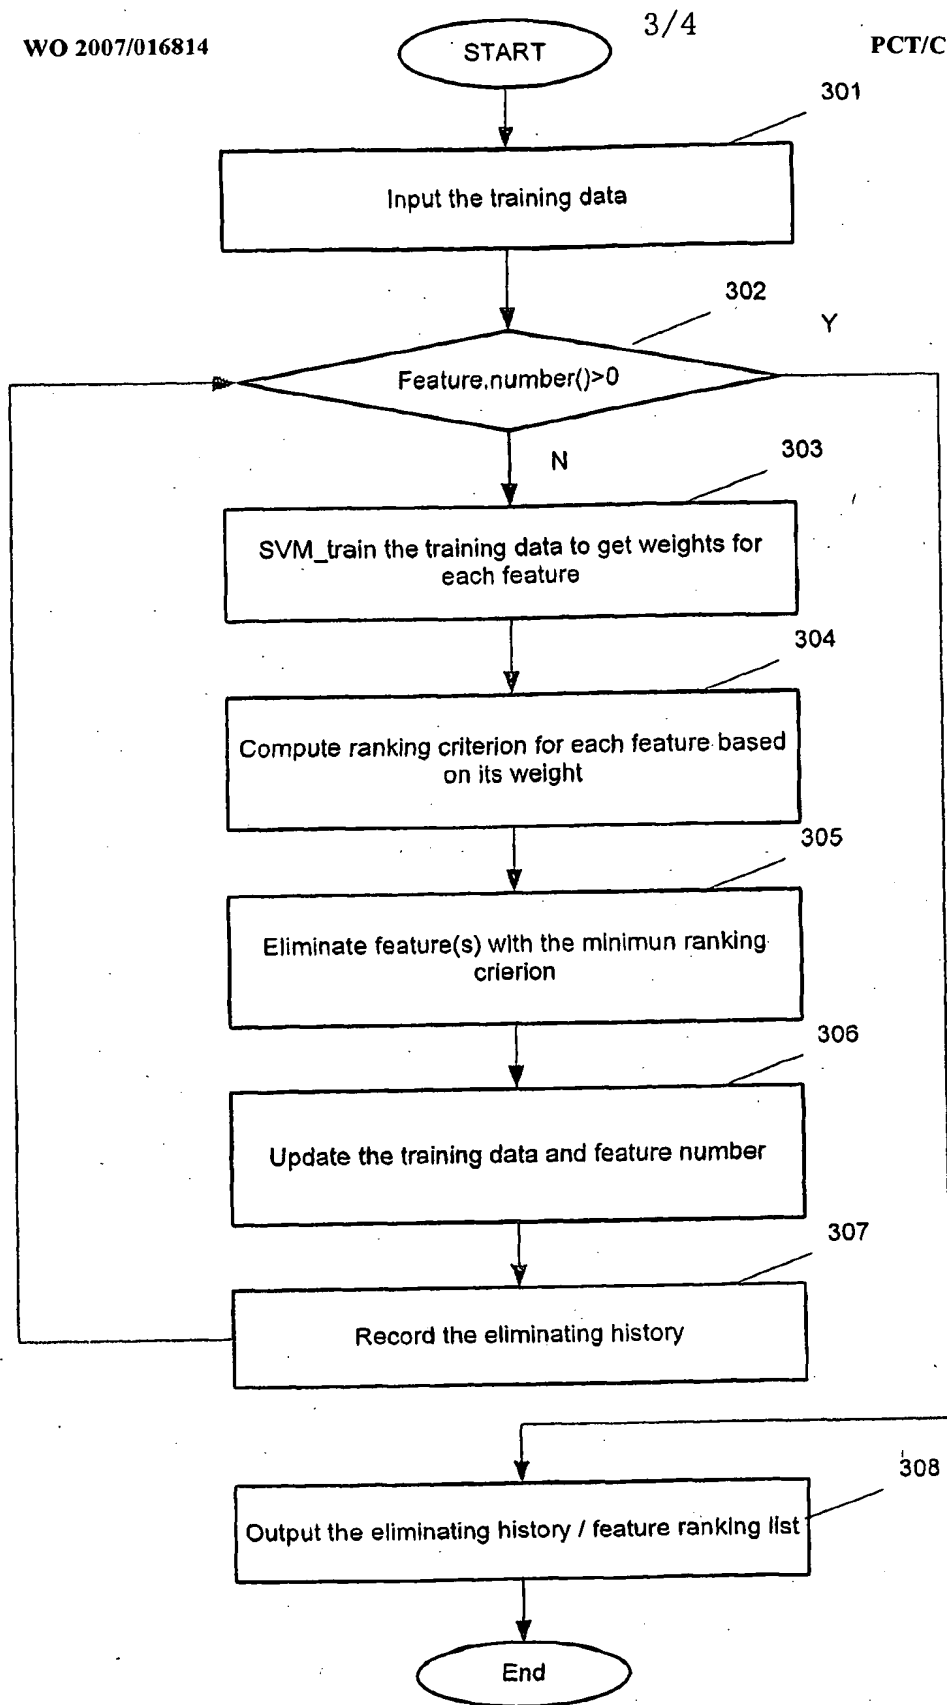 3/4
WO 2007/016814
START
PCT/C
301
Input the training data
302
Y
Feature.number()>0
N
303
SVM_train the training data to get weights for
each feature
304
Compute ranking criterion for each feature based
on its weight
305
Eliminate feature(s) with the minimun ranking
crierion
306
Update the training data and feature number
307
Record the eliminating history
308
Output the eliminating history / feature ranking list
End